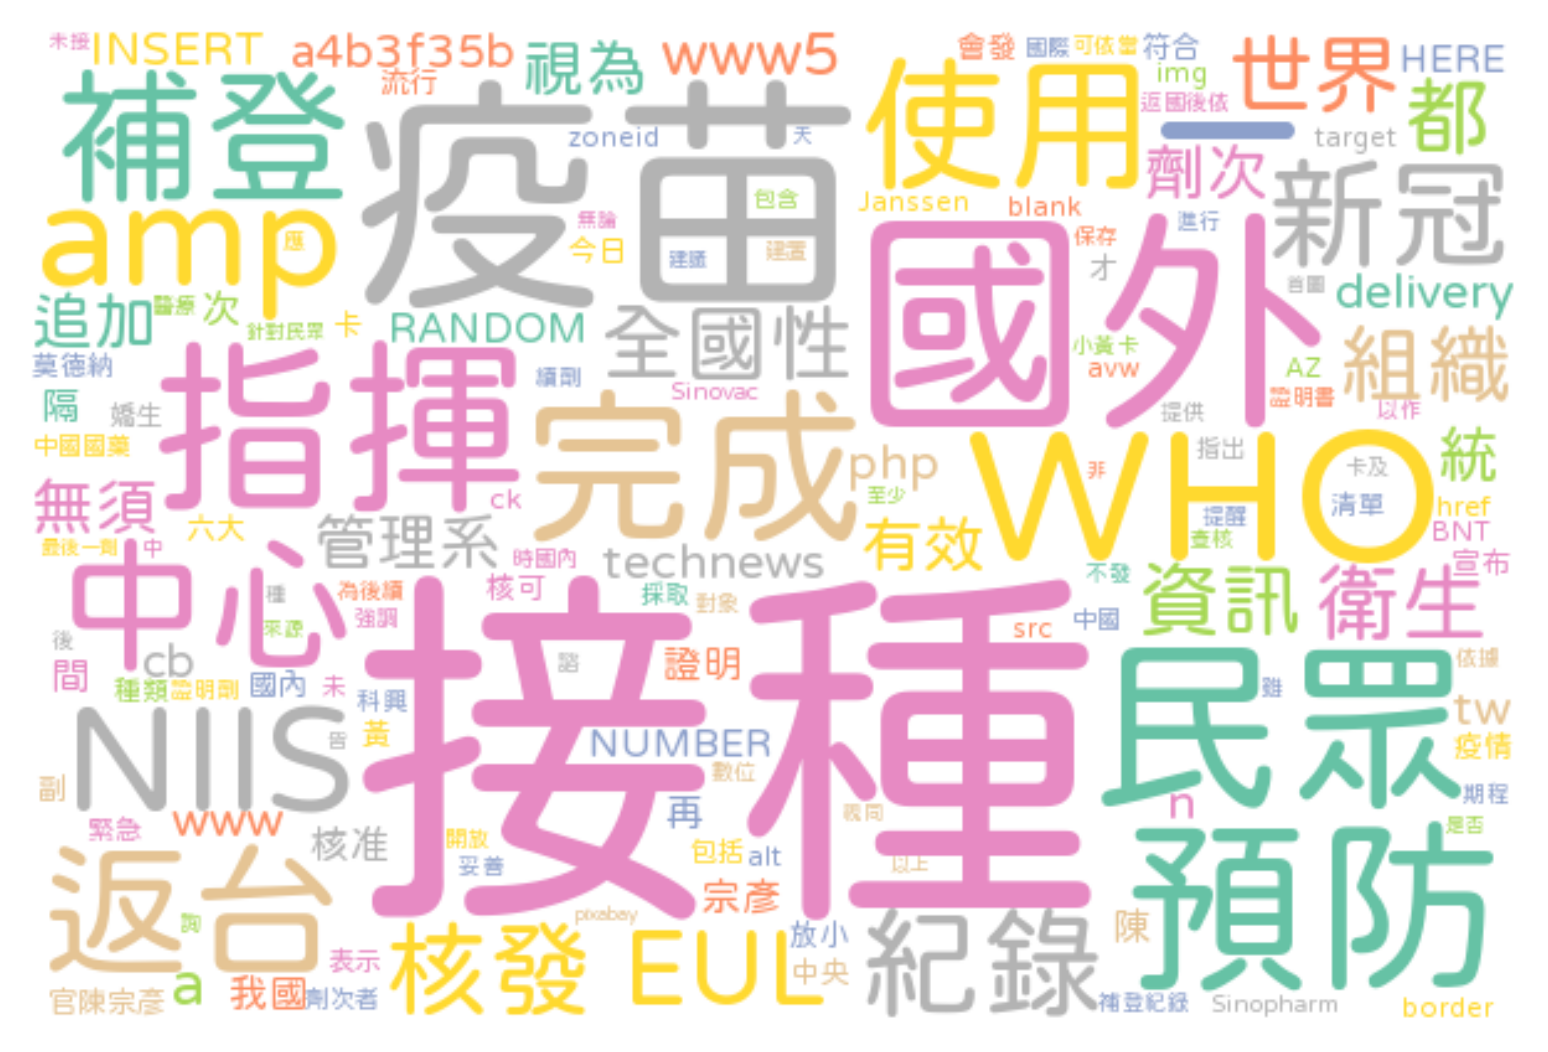 未接 INSERT a4b3f35b 視為 www5 會發 國際 可依當 符合 世界 HERE
流行 img 返國後依
補登 疫苗 使用 一 都
zoneid 天 target
劑次 新冠
包含 Janssen blank
amp 應 無論 今日 建議 建置 國外 保存 進行
才 首圖 delivery
追加 醫療 次 針對民眾 卡 RANDOM 全國性 小黃卡 組織
莫德納 續劑 Sinovac avw AZ 證明書
隔 嬌生 指揮 完成 提供 以作
中國國藥 php WHO 非 指出 卡及 統
無須 ck 至少 提醒 清單 href
六大 管理系 有效 查核 BNT
最後一劑 中 時國內 technews 宣布
中心 種 為後續 核可 採取 對象 不發 資訊 衛生
後 來源 強調 接種 src 中國
間 cb 諮 證明 民眾 依據
種類 證明劑 國內 未 科興 雖 tw
NIIS 皆 黃 NUMBER 疫情
副 數位 期程
緊急 www 再 視同 n 是否
核准 開放 妥善 包括 alt 以上 預防
返台 宗彥
詢 pixabay 紀錄 陳
表示 核發 EUL 放小 中央
官陳宗彥 a 我國 劑次者 補登紀錄 Sinopharm border